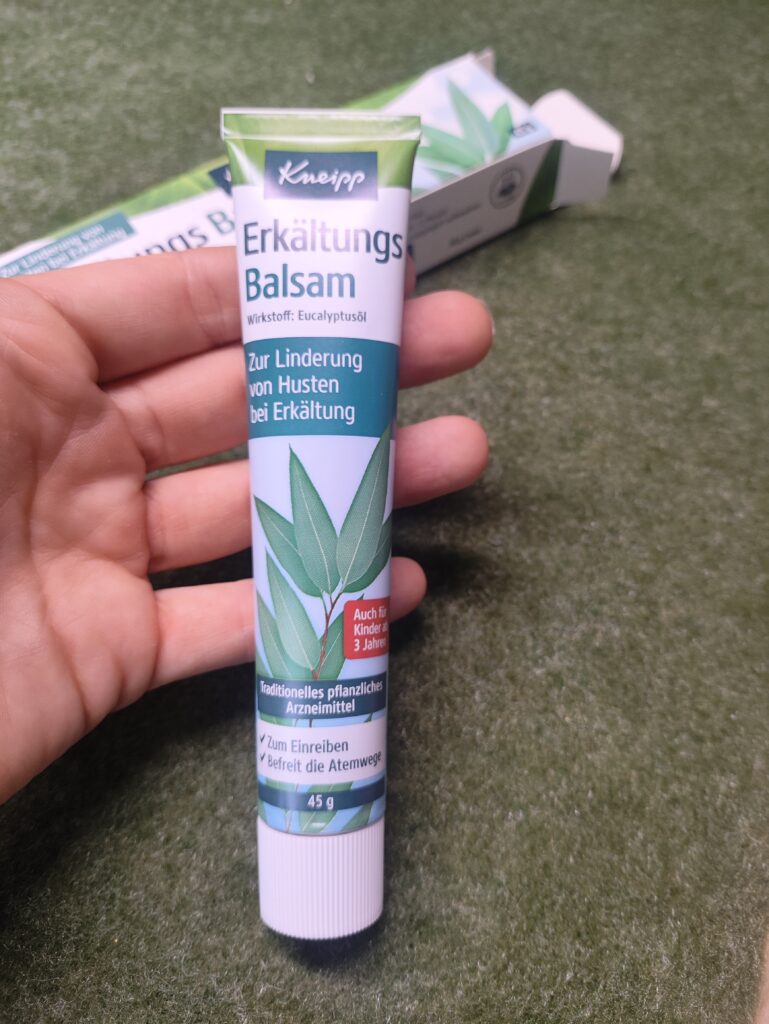 Kneipp
Erkältungs
Balsam
Wirkstoff: Eucalyptusöl
Zur Linderung
von Husten
bei Erkältung
Auch für
Kinder ab
3 Jahren
Traditionelles pflanzliches
Arzneimittel
✓ Zum Einreiben
✓ Befreit die Atemwege
45 g